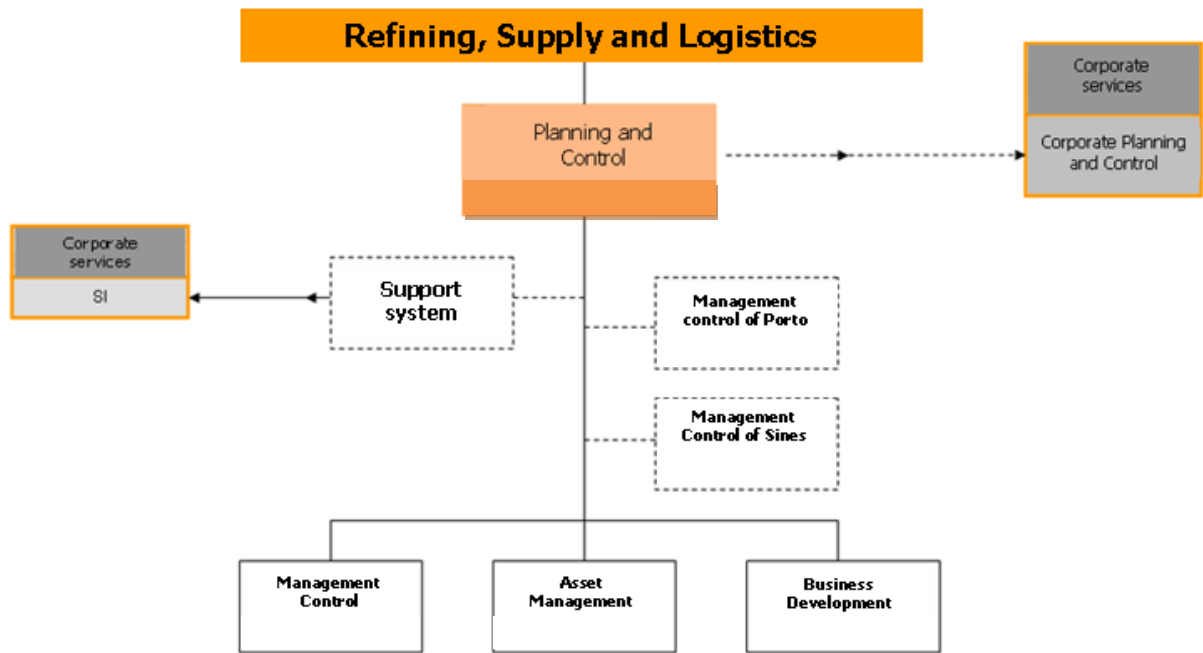 Refining, Supply and Logistics
Corporate
services
Planning and
Control
Corporate Planning
and Control
Corporate
services
SI
Support
system
Management
control of Porto
Management
Control of Sines
Management
Control
Asset
Management
Business
Development